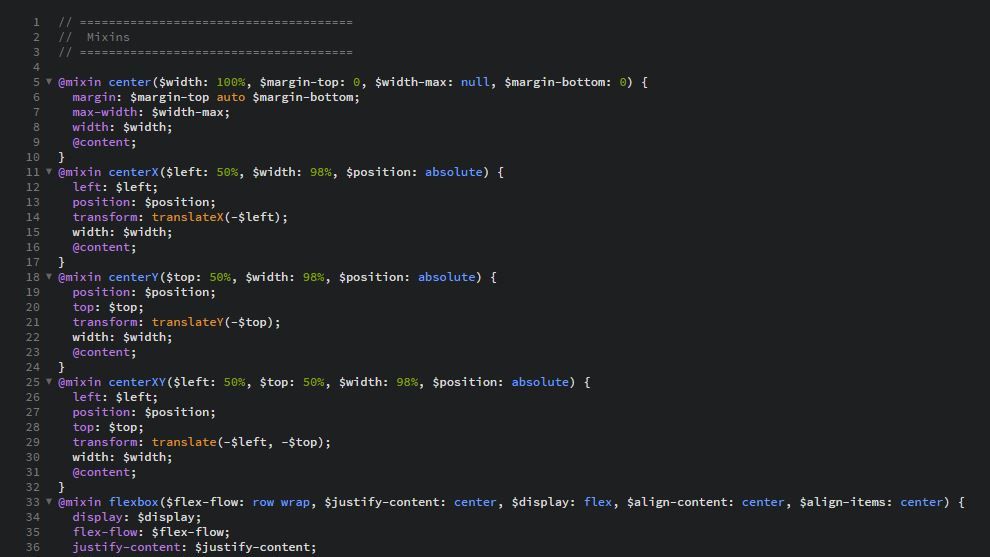 1 // ======================================
2 //  Mixins
3 // ======================================
4
5 ▼ @mixin center($width: 100%, $margin-top: 0, $width-max: null, $margin-bottom: 0) {
6   margin: $margin-top auto $margin-bottom;
7   max-width: $width-max;
8   width: $width;
9   @content;
10 }
11 ▼ @mixin centerX($left: 50%, $width: 98%, $position: absolute) {
12   left: $left;
13   position: $position;
14   transform: translateX(-$left);
15   width: $width;
16   @content;
17 }
18 ▼ @mixin centerY($top: 50%, $width: 98%, $position: absolute) {
19   position: $position;
20   top: $top;
21   transform: translateY(-$top);
22   width: $width;
23   @content;
24 }
25 ▼ @mixin centerXY($left: 50%, $top: 50%, $width: 98%, $position: absolute) {
26   left: $left;
27   position: $position;
28   top: $top;
29   transform: translate(-$left, -$top);
30   width: $width;
31   @content;
32 }
33 ▼ @mixin flexbox($flex-flow: row wrap, $justify-content: center, $display: flex, $align-content: center, $align-items: center) {
34   display: $display;
35   flex-flow: $flex-flow;
36   justify-content: $justify-content;